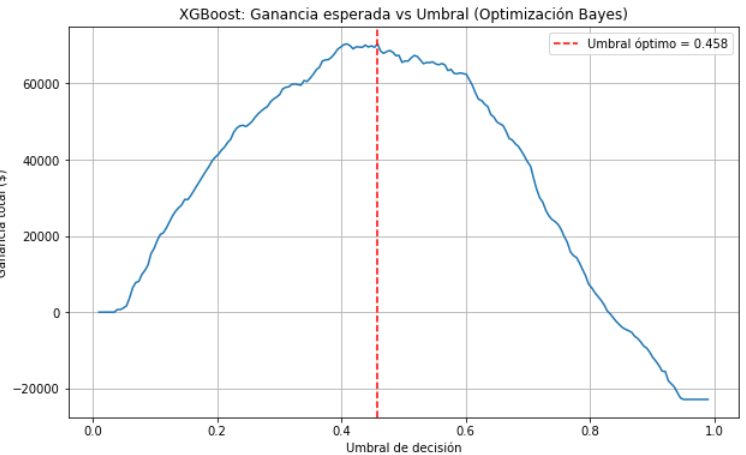 XGBoost: Ganancia esperada vs Umbral (Optimización Bayes)
Umbral óptimo = 0.458
Ganancia total ($)
60000
40000
20000
0
−20000
0.0 0.2 0.4 0.6 0.8 1.0
Umbral de decisión